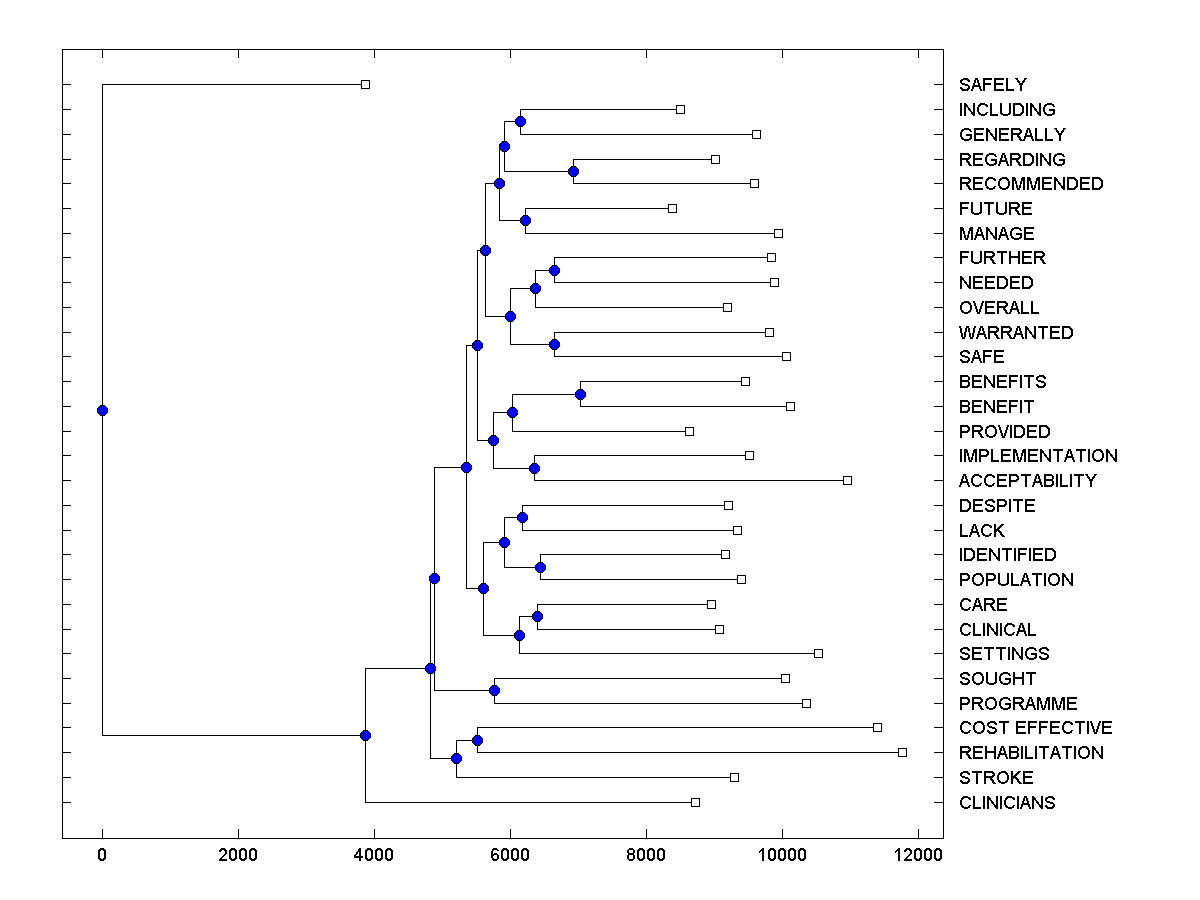 SAFELY
INCLUDING
GENERALLY
REGARDING
RECOMMENDED
FUTURE
MANAGE
FURTHER
NEEDED
OVERALL
WARRANTED
SAFE
BENEFITS
BENEFIT
PROVIDED
IMPLEMENTATION
ACCEPTABILITY
DESPITE
LACK
IDENTIFIED
POPULATION
CARE
CLINICAL
SETTINGS
SOUGHT
PROGRAMME
COST EFFECTIVE
REHABILITATION
STROKE
CLINICIANS
0 2000 4000 6000 8000 10000 12000